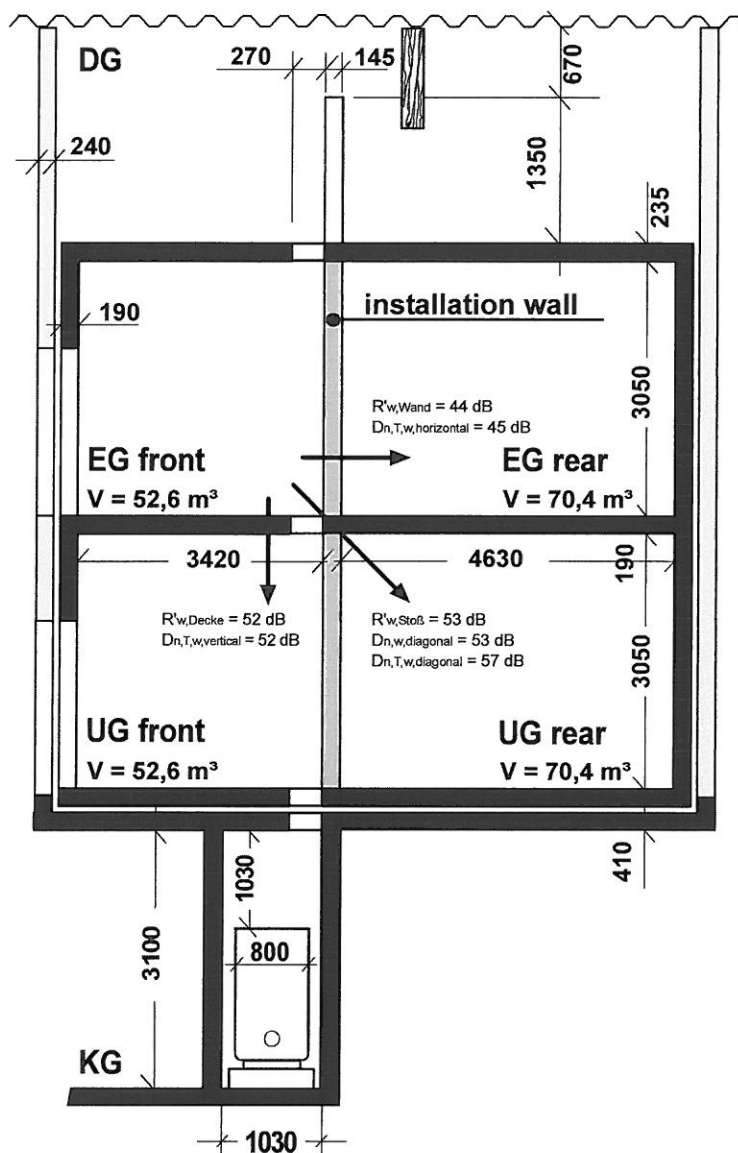 DG
270
145
670
240
1350
235
190
installation wall
R'w,Wand = 44 dB
Dn,T,w,horizontal = 45 dB
3050
EG front
V = 52,6 m³
EG rear
V = 70,4 m³
3420
4630
190
R'w,Decke = 52 dB
Dn,T,w,vertical = 52 dB
R'w,Stoß = 53 dB
Dn,w,diagonal = 53 dB
Dn,T,w,diagonal = 57 dB
3050
UG front
V = 52,6 m³
UG rear
V = 70,4 m³
1030
410
3100
800
KG
1030